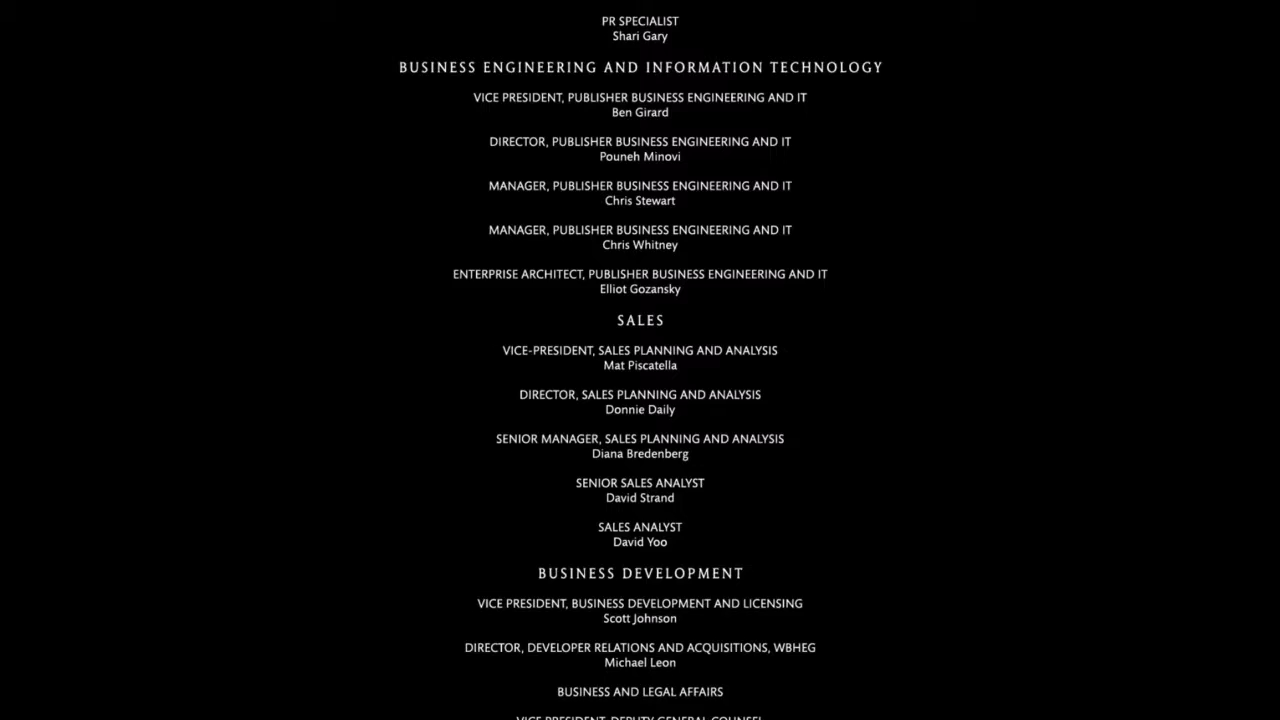 PR SPECIALIST
Shari Gary
BUSINESS ENGINEERING AND INFORMATION TECHNOLOGY
VICE PRESIDENT, PUBLISHER BUSINESS ENGINEERING AND IT
Ben Girard
DIRECTOR, PUBLISHER BUSINESS ENGINEERING AND IT
Pouneh Minovi
MANAGER, PUBLISHER BUSINESS ENGINEERING AND IT
Chris Stewart
MANAGER, PUBLISHER BUSINESS ENGINEERING AND IT
Chris Whitney
ENTERPRISE ARCHITECT, PUBLISHER BUSINESS ENGINEERING AND IT
Elliot Gozansky
SALES
VICE-PRESIDENT, SALES PLANNING AND ANALYSIS
Mat Piscatella
DIRECTOR, SALES PLANNING AND ANALYSIS
Donnie Daily
SENIOR MANAGER, SALES PLANNING AND ANALYSIS
Diana Bredenberg
SENIOR SALES ANALYST
David Strand
SALES ANALYST
David Yoo
BUSINESS DEVELOPMENT
VICE PRESIDENT, BUSINESS DEVELOPMENT AND LICENSING
Scott Johnson
DIRECTOR, DEVELOPER RELATIONS AND ACQUISITIONS, WBHEG
Michael Leon
BUSINESS AND LEGAL AFFAIRS
VICE PRESIDENT, DEPUTY GENERAL COUNSEL